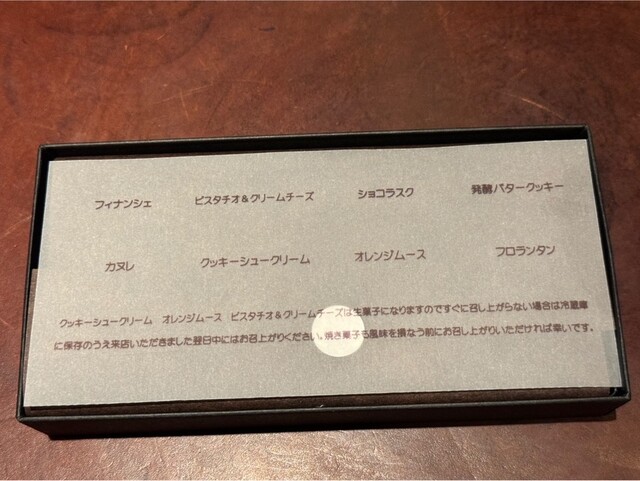 フィナンシェ　ピスタチオ&クリームチーズ　ショコラスク　発酵バタークッキー
カヌレ　クッキーシュークリーム　オレンジムース　フロランタン
クッキーシュークリーム　オレンジムース　ピスタチオ&クリームチーズは生菓子になりますのですぐに召し上がらない場合は冷蔵庫
に保存のうえ来店いただきました翌日中にはお召上がりください。焼き菓子も風味を損なう前にお召し上がりいただければ幸いです。